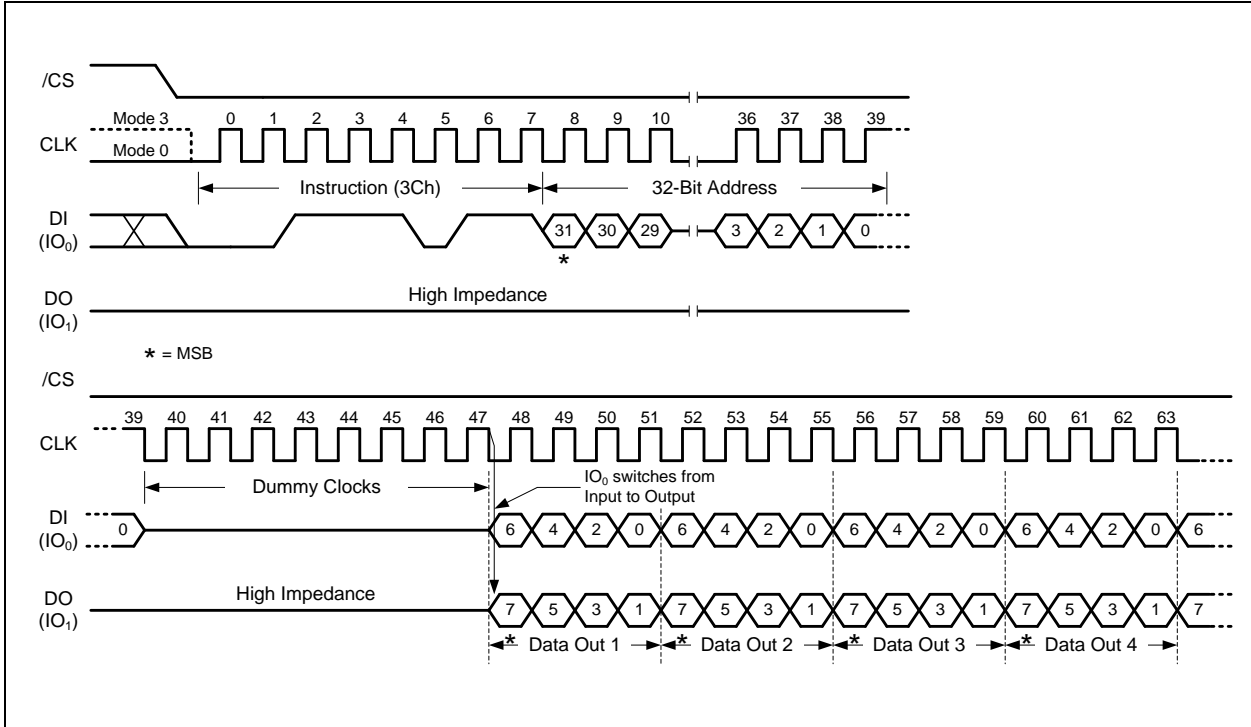 /CS
Mode 3 0 1 2 3 4 5 6 7 8 9 10 36 37 38 39
CLK
Mode 0
Instruction (3Ch) 32-Bit Address
DI
(IO₀) 31 30 29 3 2 1 0
*
High Impedance
DO
(IO₁)
* = MSB
/CS
39 40 41 42 43 44 45 46 47 48 49 50 51 52 53 54 55 56 57 58 59 60 61 62 63
CLK
Dummy Clocks
IO₀ switches from
Input to Output
DI
(IO₀) 0 6 4 2 0 6 4 2 0 6 4 2 0 6 4 2 0 6
High Impedance
DO
(IO₁) 7 5 3 1 7 5 3 1 7 5 3 1 7 5 3 1 7
* Data Out 1 * Data Out 2 * Data Out 3 * Data Out 4